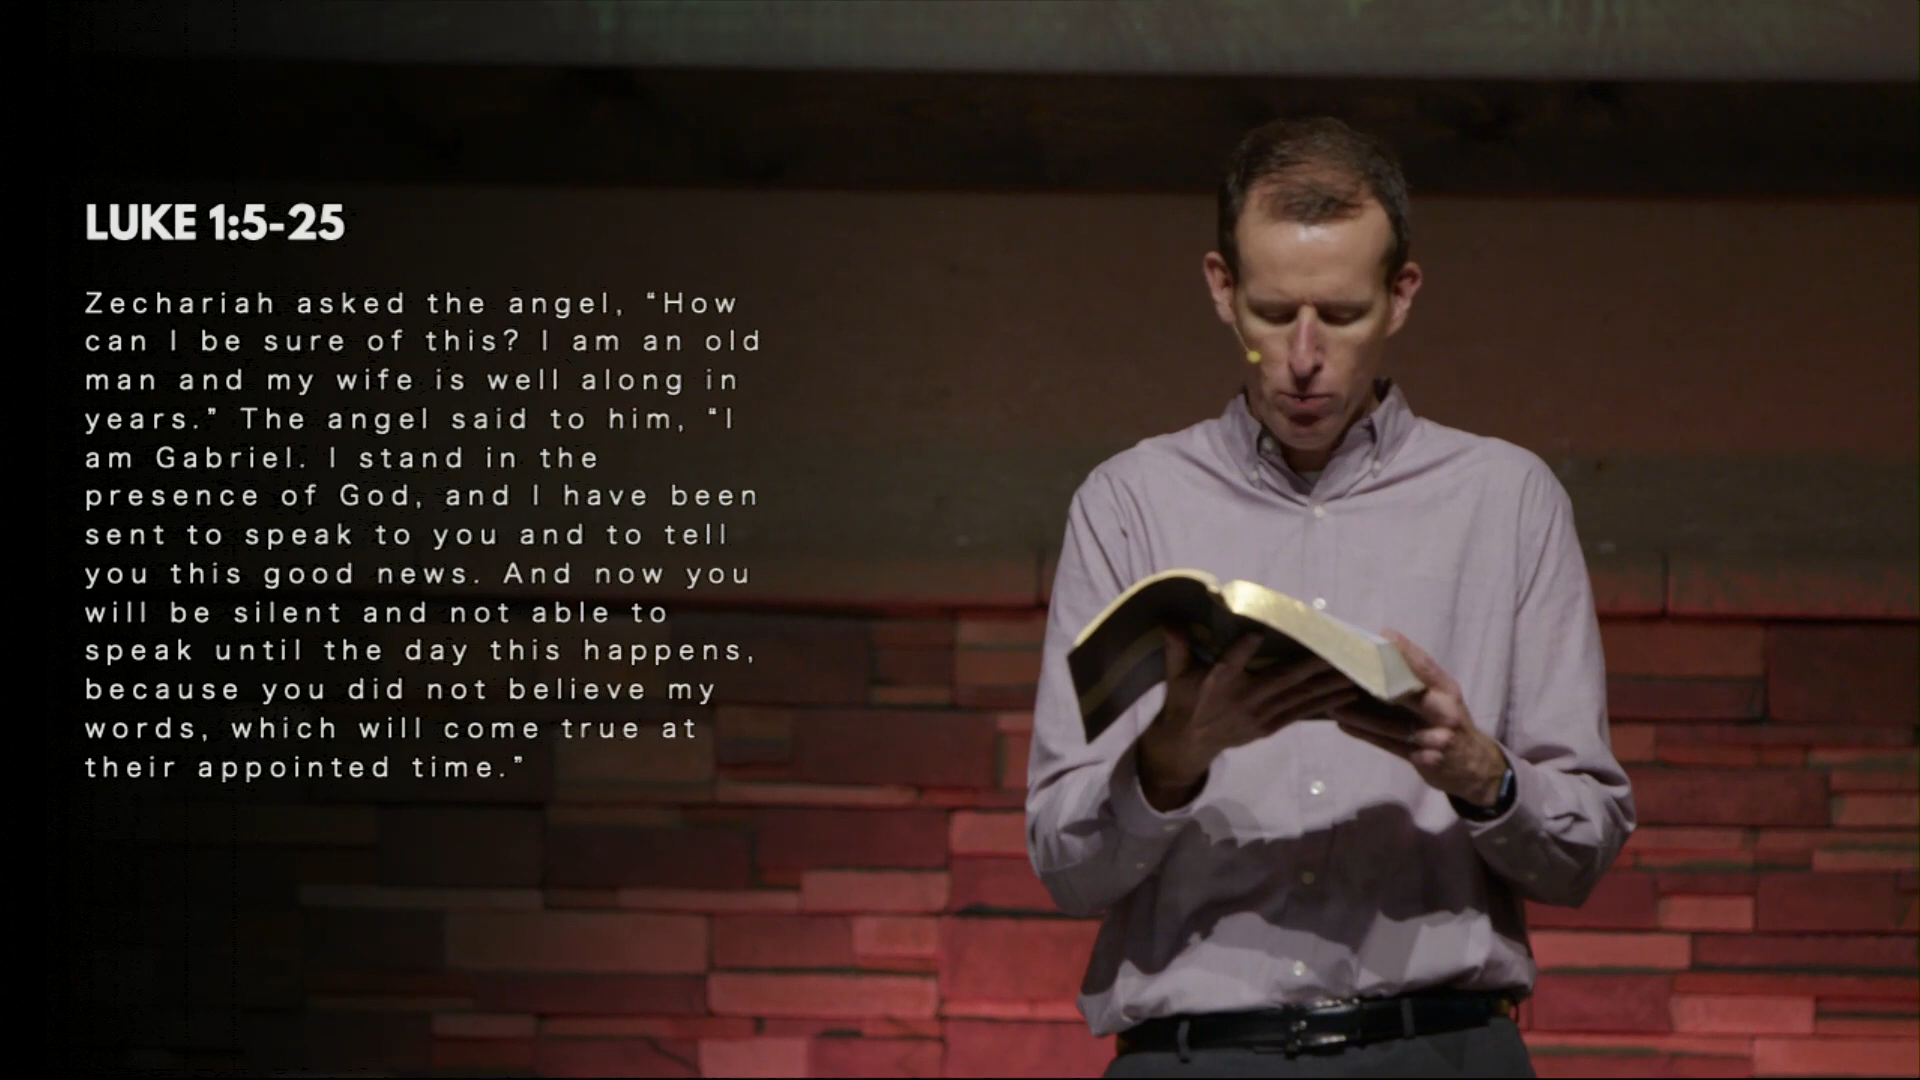 LUKE 1:5-25
Zechariah asked the angel, “How
can I be sure of this? I am an old
man and my wife is well along in
years.” The angel said to him, “I
am Gabriel. I stand in the
presence of God, and I have been
sent to speak to you and to tell
you this good news. And now you
will be silent and not able to
speak until the day this happens,
because you did not believe my
words, which will come true at
their appointed time.”